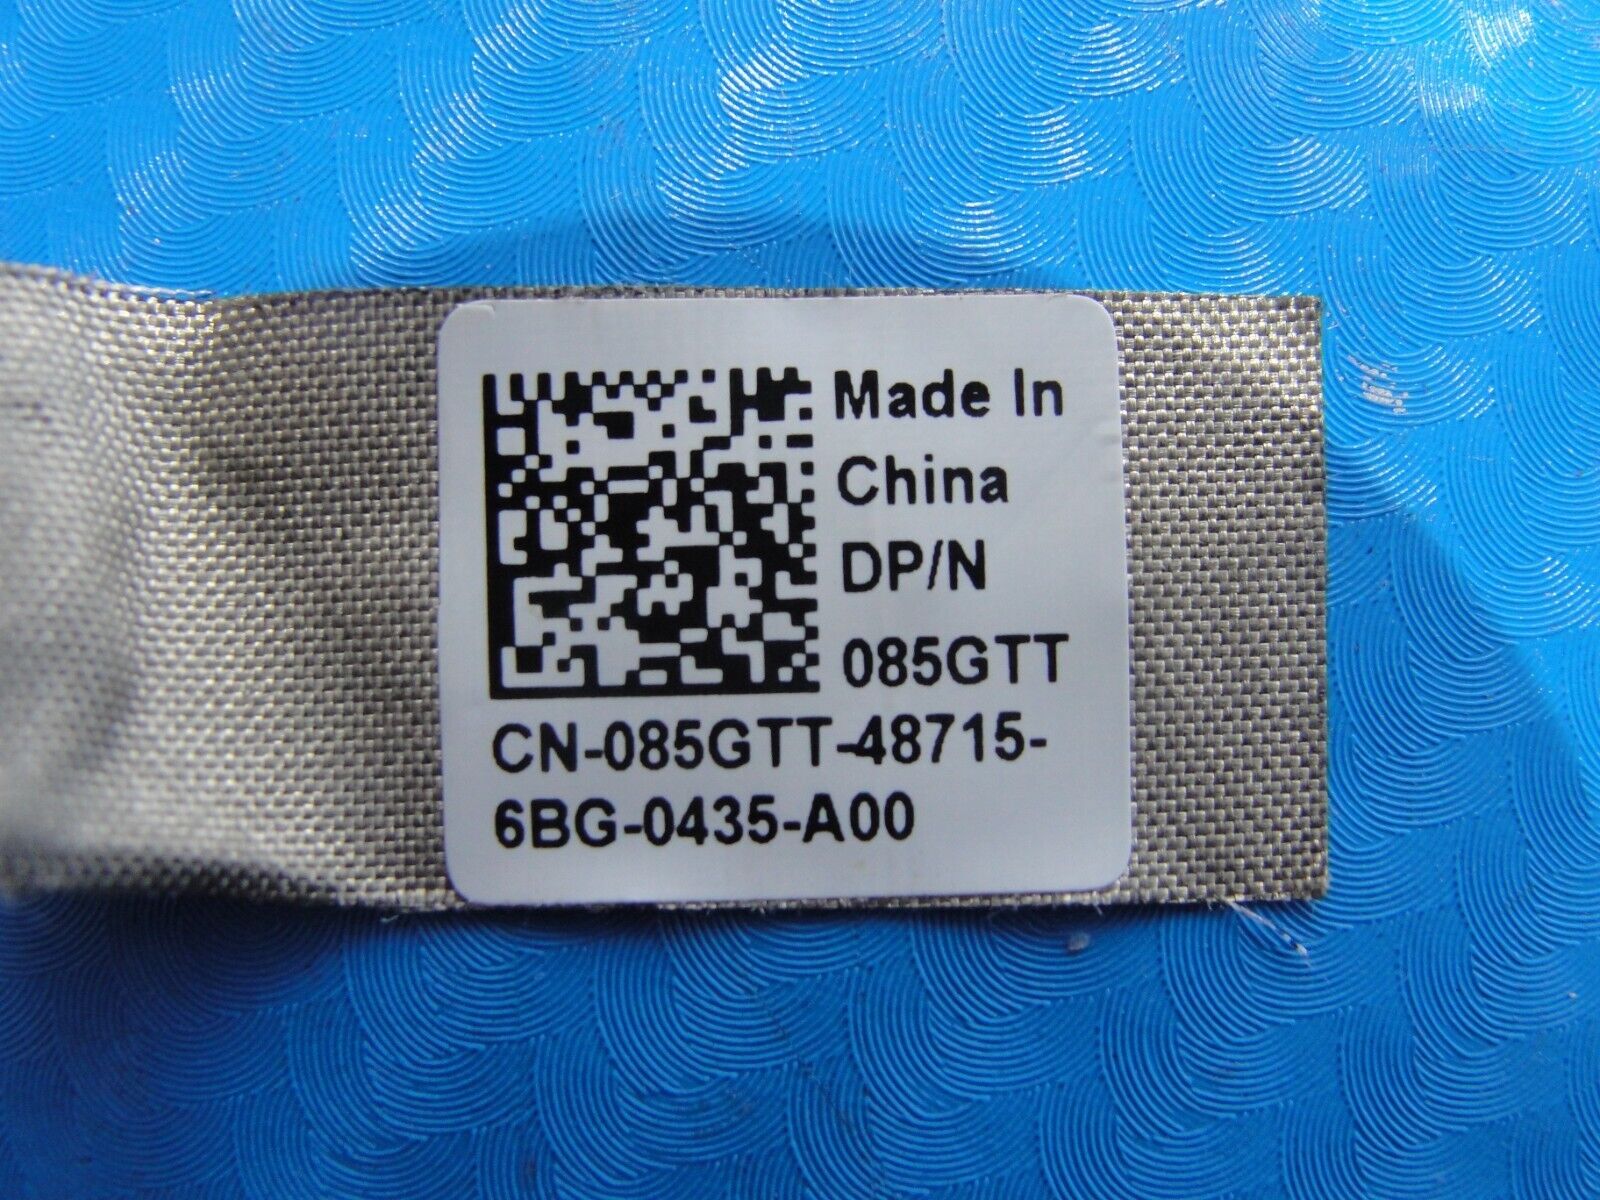 Made In
China
DP/N
085GTT
CN-085GTT-48715-
6BG-0435-A00